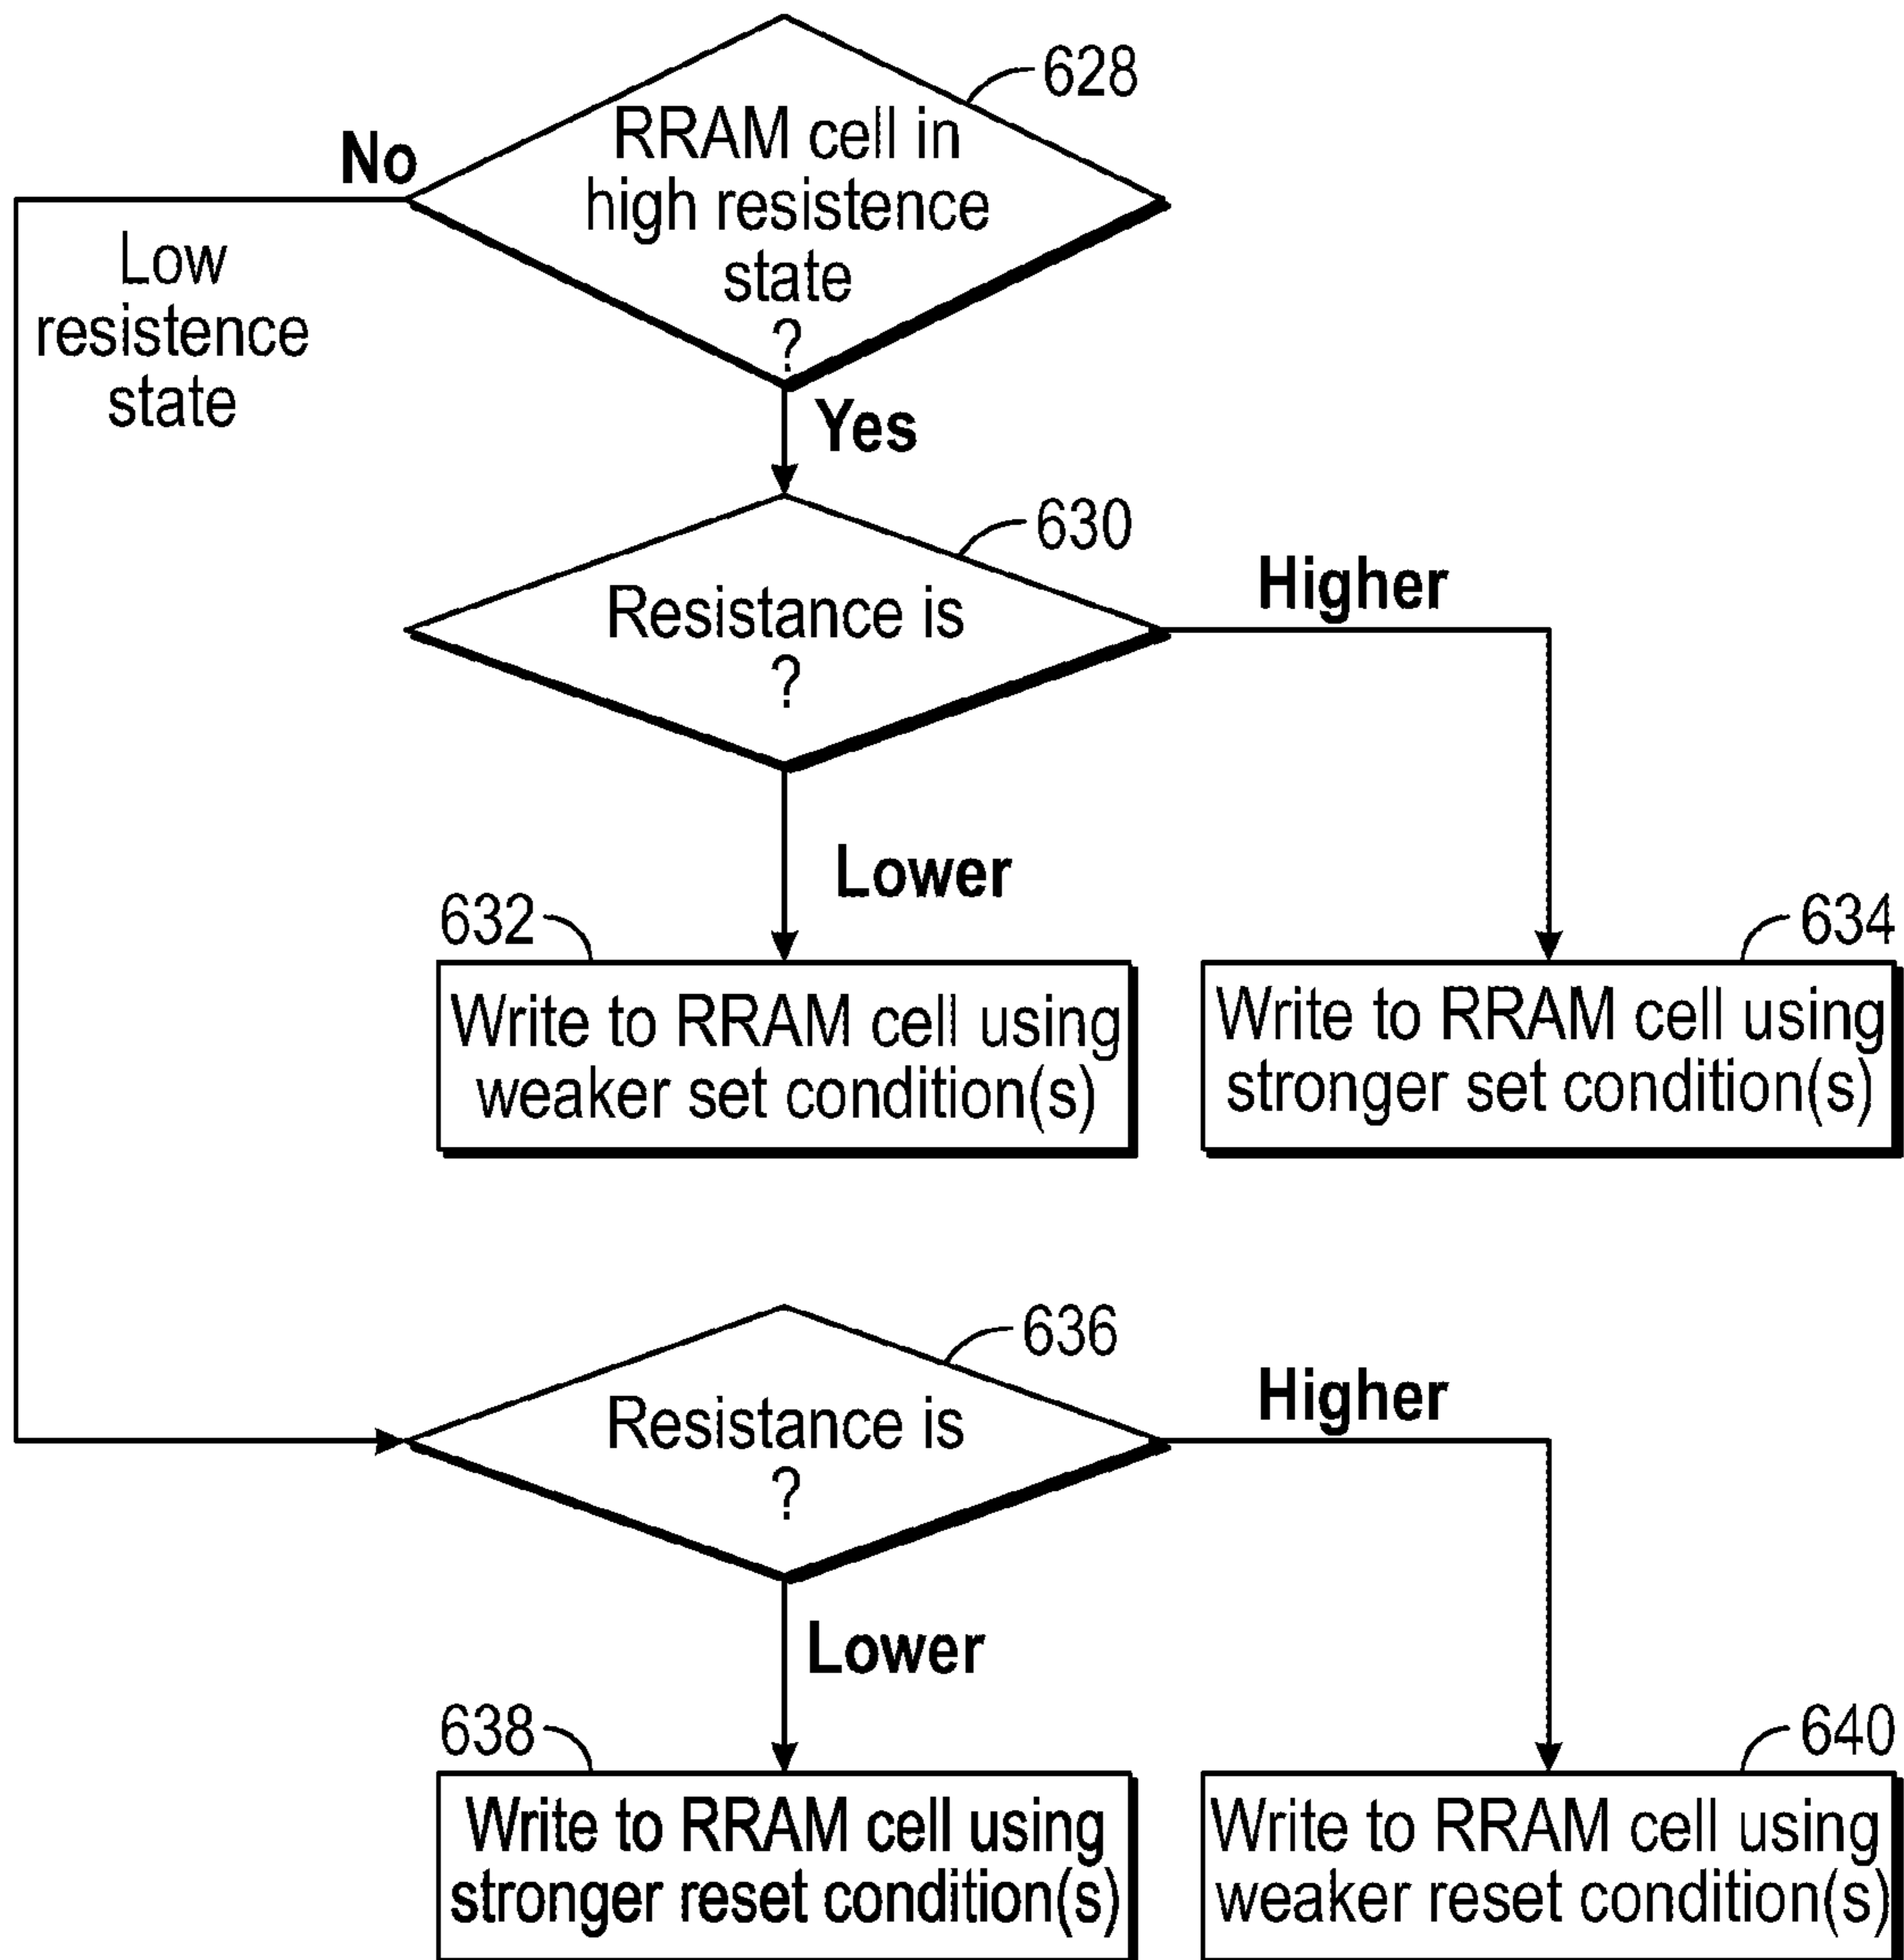 628
RRAM cell in
high resistence
state
?
No
Low
resistence
state
Yes
630
Resistance is
?
Higher
Lower
632
Write to RRAM cell using
weaker set condition(s)
634
Write to RRAM cell using
stronger set condition(s)
636
Resistance is
?
Higher
Lower
638
Write to RRAM cell using
stronger reset condition(s)
640
Write to RRAM cell using
weaker reset condition(s)